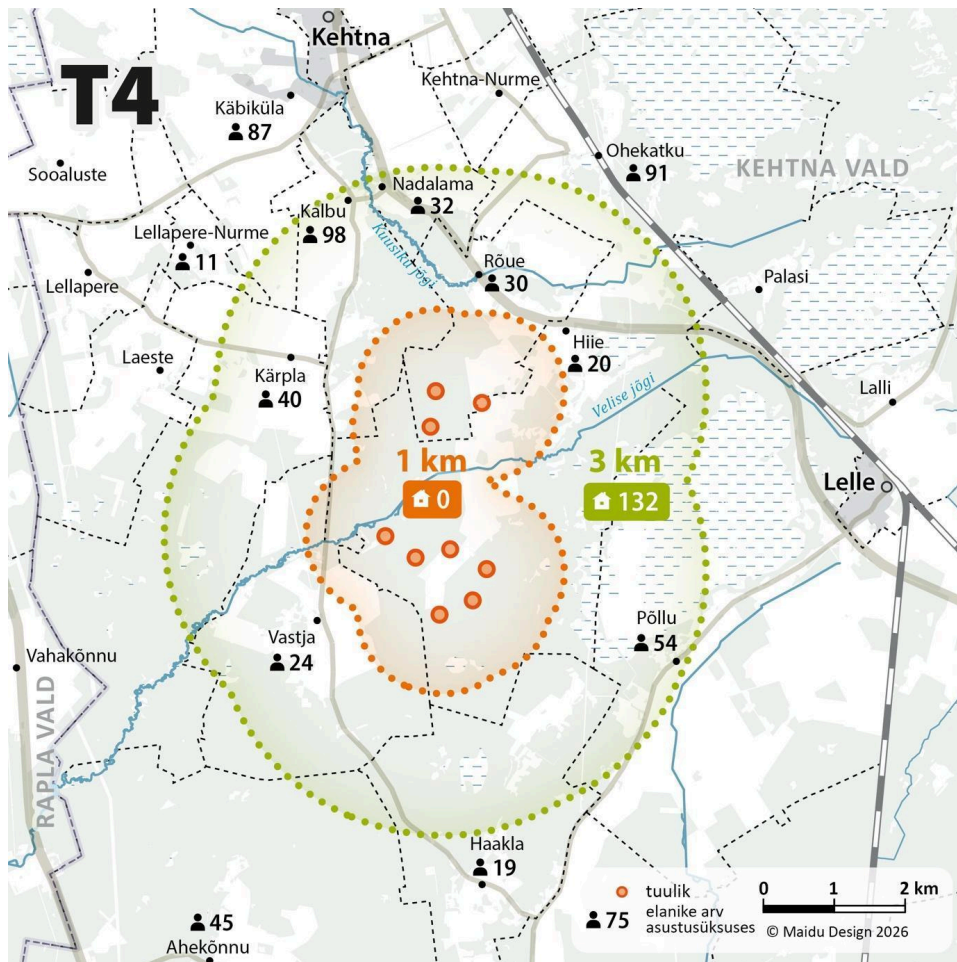 Kehtna
T4
Kehtna-Nurme
Käbiküla
87
Ohekatku
91
Sooaluste
KEHTNA VALD
Nadalama
32
Kalbu
98
Lellapere-Nurme
11
Kuusiku jõgi
Rõue
30
Lellapere
Palasi
Hiie
20
Laeste
Kärpla
40
Velise jõgi
Lalli
1 km
0
3 km
132
Lelle
Põllu
54
Vastja
24
Vahakõnnu
RAPLA VALD
Haakla
19
tuulik
0 1 2 km
75
elanike arv
asustusüksuses
© Maidu Design 2026
45
Ahekõnnu